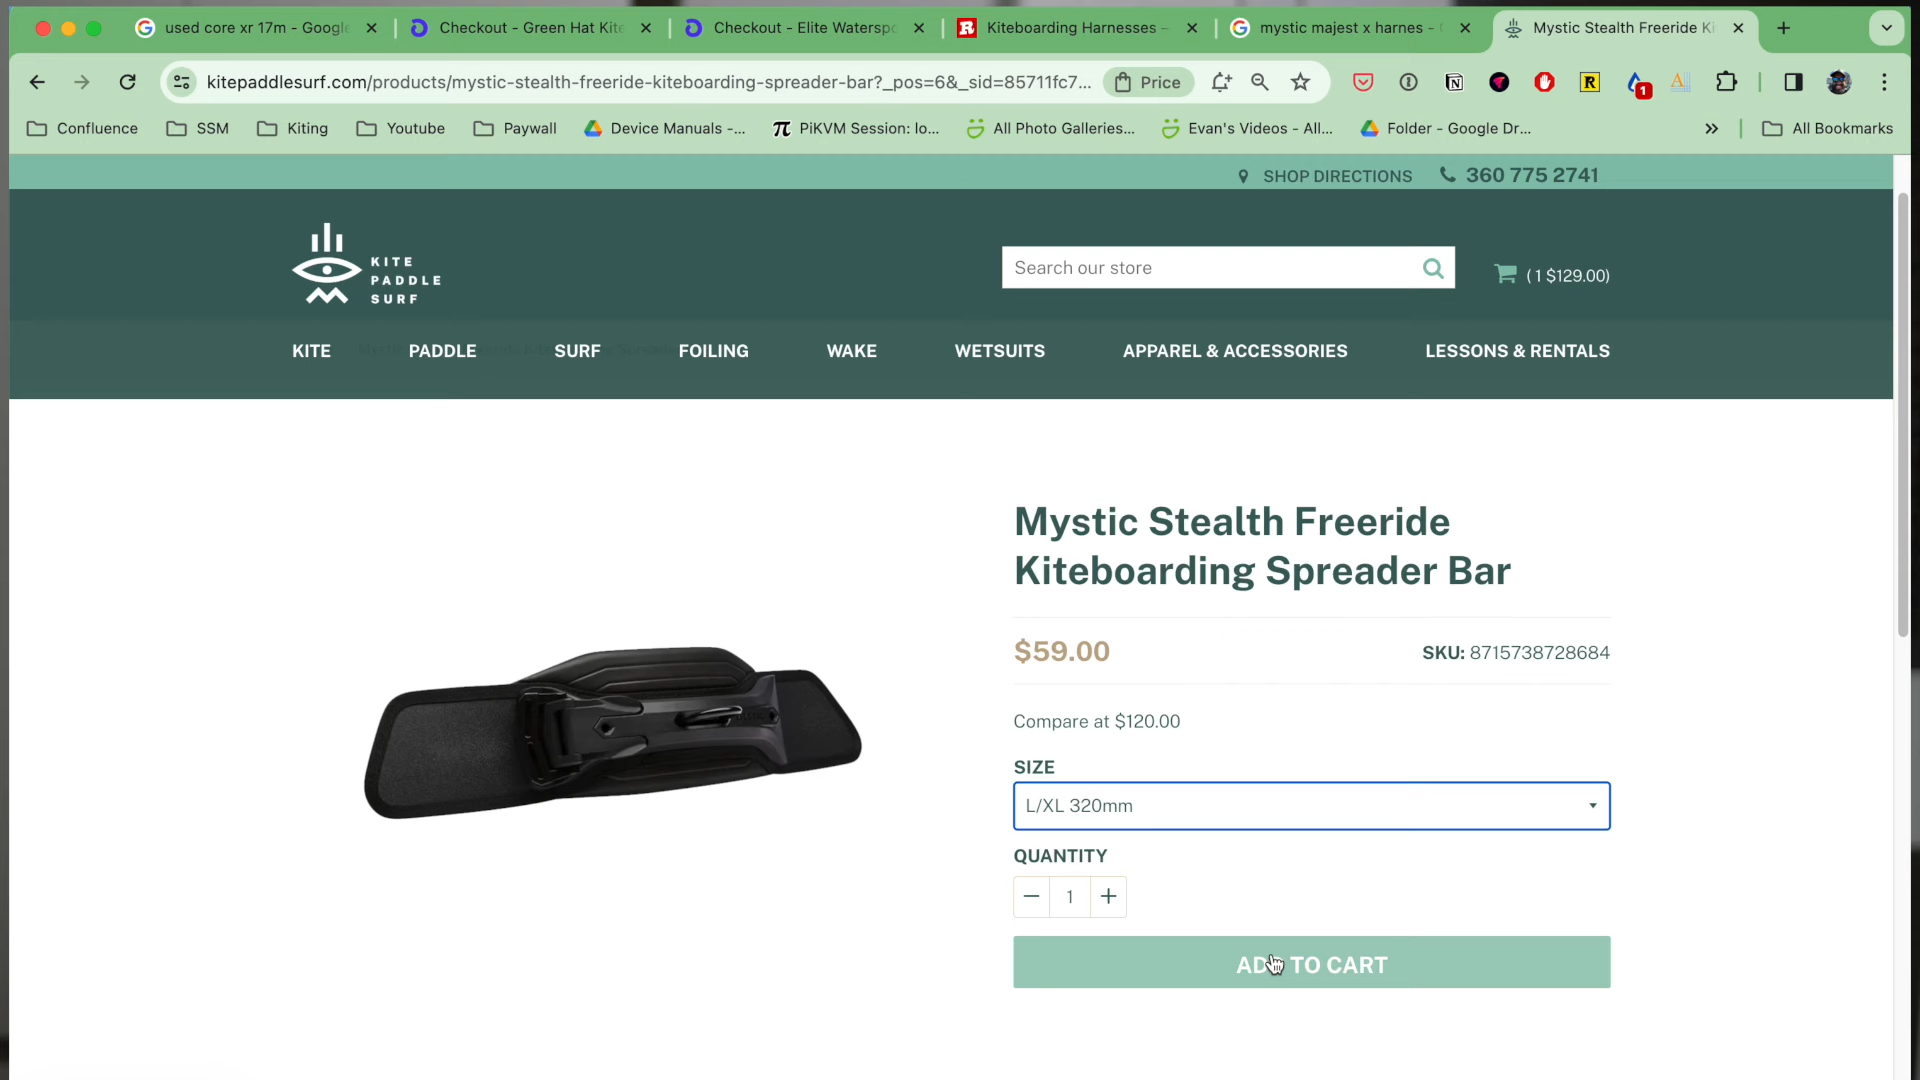 used core xr 17m - Google
Checkout - Green Hat Kite
Checkout - Elite Waterspo
Kiteboarding Harnesses -
mystic majest x harnes -
Mystic Stealth Freeride Ki
kitepaddlesurf.com/products/mystic-stealth-freeride-kiteboarding-spreader-bar?_pos=6&_sid=85711fc7...
Price
1
Confluence
SSM
Kiting
Youtube
Paywall
Device Manuals -...
PiKVM Session: lo...
All Photo Galleries...
Evan's Videos - All...
Folder - Google Dr...
All Bookmarks
SHOP DIRECTIONS
360 775 2741
KITE
PADDLE
SURF
Search our store
( 1 $129.00)
KITE
PADDLE
SURF
FOILING
WAKE
WETSUITS
APPAREL & ACCESSORIES
LESSONS & RENTALS
Mystic Stealth Freeride
Kiteboarding Spreader Bar
$59.00
SKU: 8715738728684
Compare at $120.00
SIZE
L/XL 320mm
QUANTITY
1
ADD TO CART